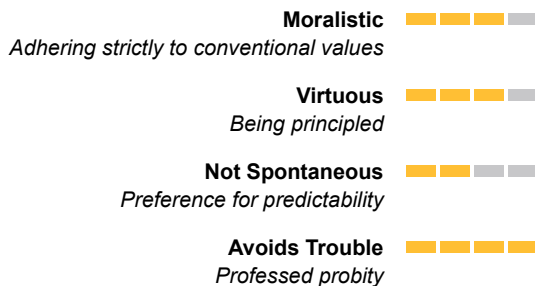 Moralistic
Adhering strictly to conventional values
Virtuous
Being principled
Not Spontaneous
Preference for predictability
Avoids Trouble
Professed probity